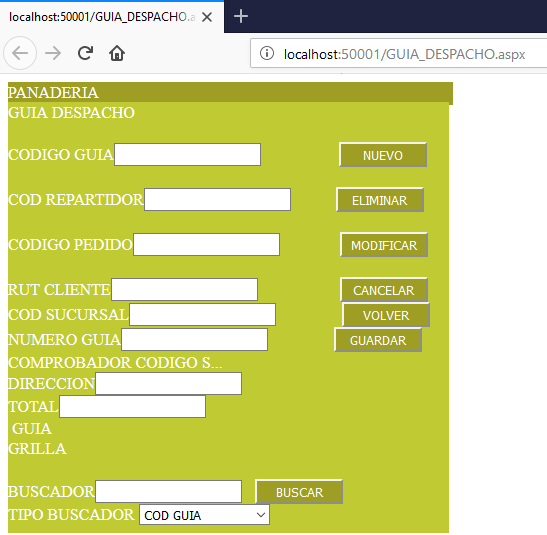 localhost:50001/GUIA_DESPACHO.a
localhost:50001/GUIA_DESPACHO.aspx
PANADERIA
GUIA DESPACHO
CODIGO GUIA NUEVO
COD REPARTIDOR ELIMINAR
CODIGO PEDIDO MODIFICAR
RUT CLIENTE CANCELAR
COD SUCURSAL VOLVER
NUMERO GUIA GUARDAR
COMPROBADOR CODIGO S...
DIRECCION
TOTAL
GUIA
GRILLA
BUSCADOR BUSCAR
TIPO BUSCADOR COD GUIA